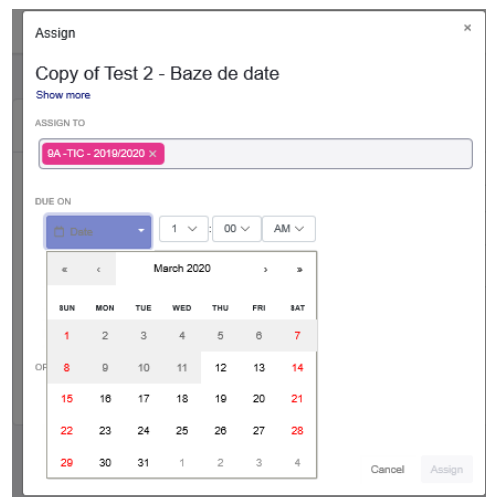 Assign ×
Copy of Test 2 - Baze de date
Show more
ASSIGN TO
9A -TIC - 2019/2020 ×
DUE ON
Date 1 : 00 AM
« ‹ March 2020 › »
SUN MON TUE WED THU FRI SAT
1 2 3 4 5 6 7
OP 8 9 10 11 12 13 14
15 16 17 18 19 20 21
22 23 24 25 26 27 28
29 30 31 1 2 3 4
Cancel Assign